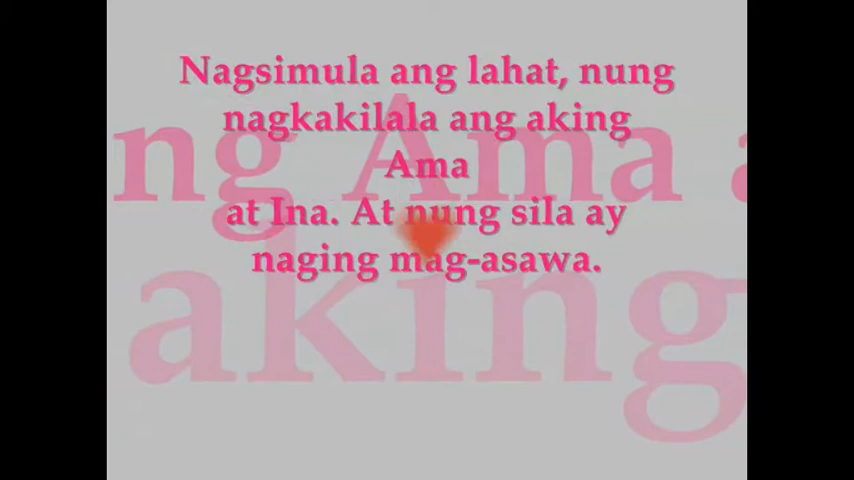 Nagsimula ang lahat, nung
nagkakilala ang aking
Ama
at Ina. At nung sila ay
naging mag-asawa.
ng Ama a
aking